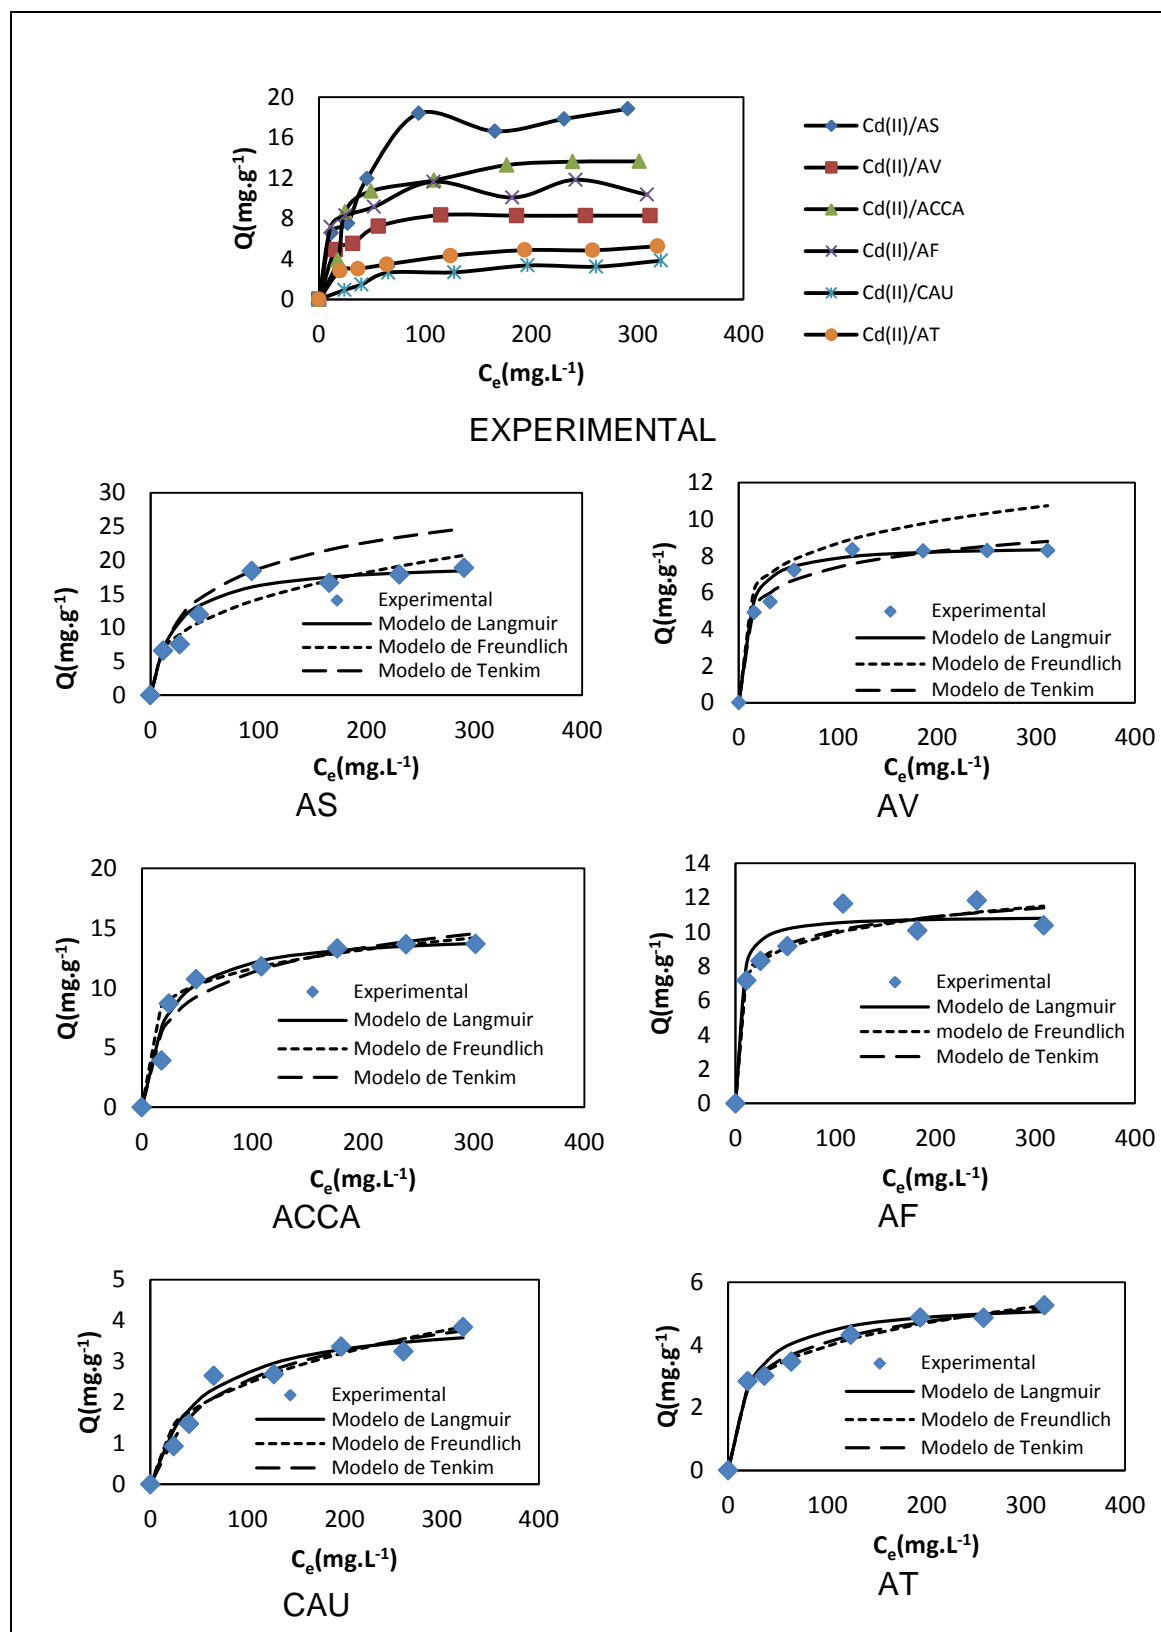 20
16
12
8
4
0
Q(mg.g-1)
0 100 200 300 400
Ce(mg.L-1)
Cd(II)/AS
Cd(II)/AV
Cd(II)/ACCA
Cd(II)/AF
Cd(II)/CAU
Cd(II)/AT
EXPERIMENTAL
30
25
20
15
10
5
0
Q(mg.g-1)
Experimental
Modelo de Langmuir
Modelo de Freundlich
Modelo de Tenkim
0 100 200 300 400
Ce(mg.L-1)
AS
12
10
8
6
4
2
0
Q(mg.g-1)
Experimental
Modelo de Langmuir
Modelo de Freundlich
Modelo de Tenkim
0 100 200 300 400
Ce(mg.L-1)
AV
20
15
10
5
0
Q(mg.g-1)
Experimental
Modelo de Langmuir
Modelo de Freundlich
Modelo de Tenkim
0 100 200 300 400
Ce(mg.L-1)
ACCA
14
12
10
8
6
4
2
0
Q(mg.g-1)
Experimental
Modelo de Langmuir
modelo de Freundlich
Modelo de Tenkim
0 100 200 300 400
Ce(mg.L-1)
AF
5
4
3
2
1
0
Q(mg.g-1)
Experimental
Modelo de Langmuir
Modelo de Freundlich
Modelo de Tenkim
0 100 200 300 400
Ce(mg.L-1)
CAU
6
4
2
0
Q(mg.g-1)
Experimental
Modelo de Langmuir
Modelo de Freundlich
Modelo de Tenkim
0 100 200 300 400
Ce(mg.L-1)
AT